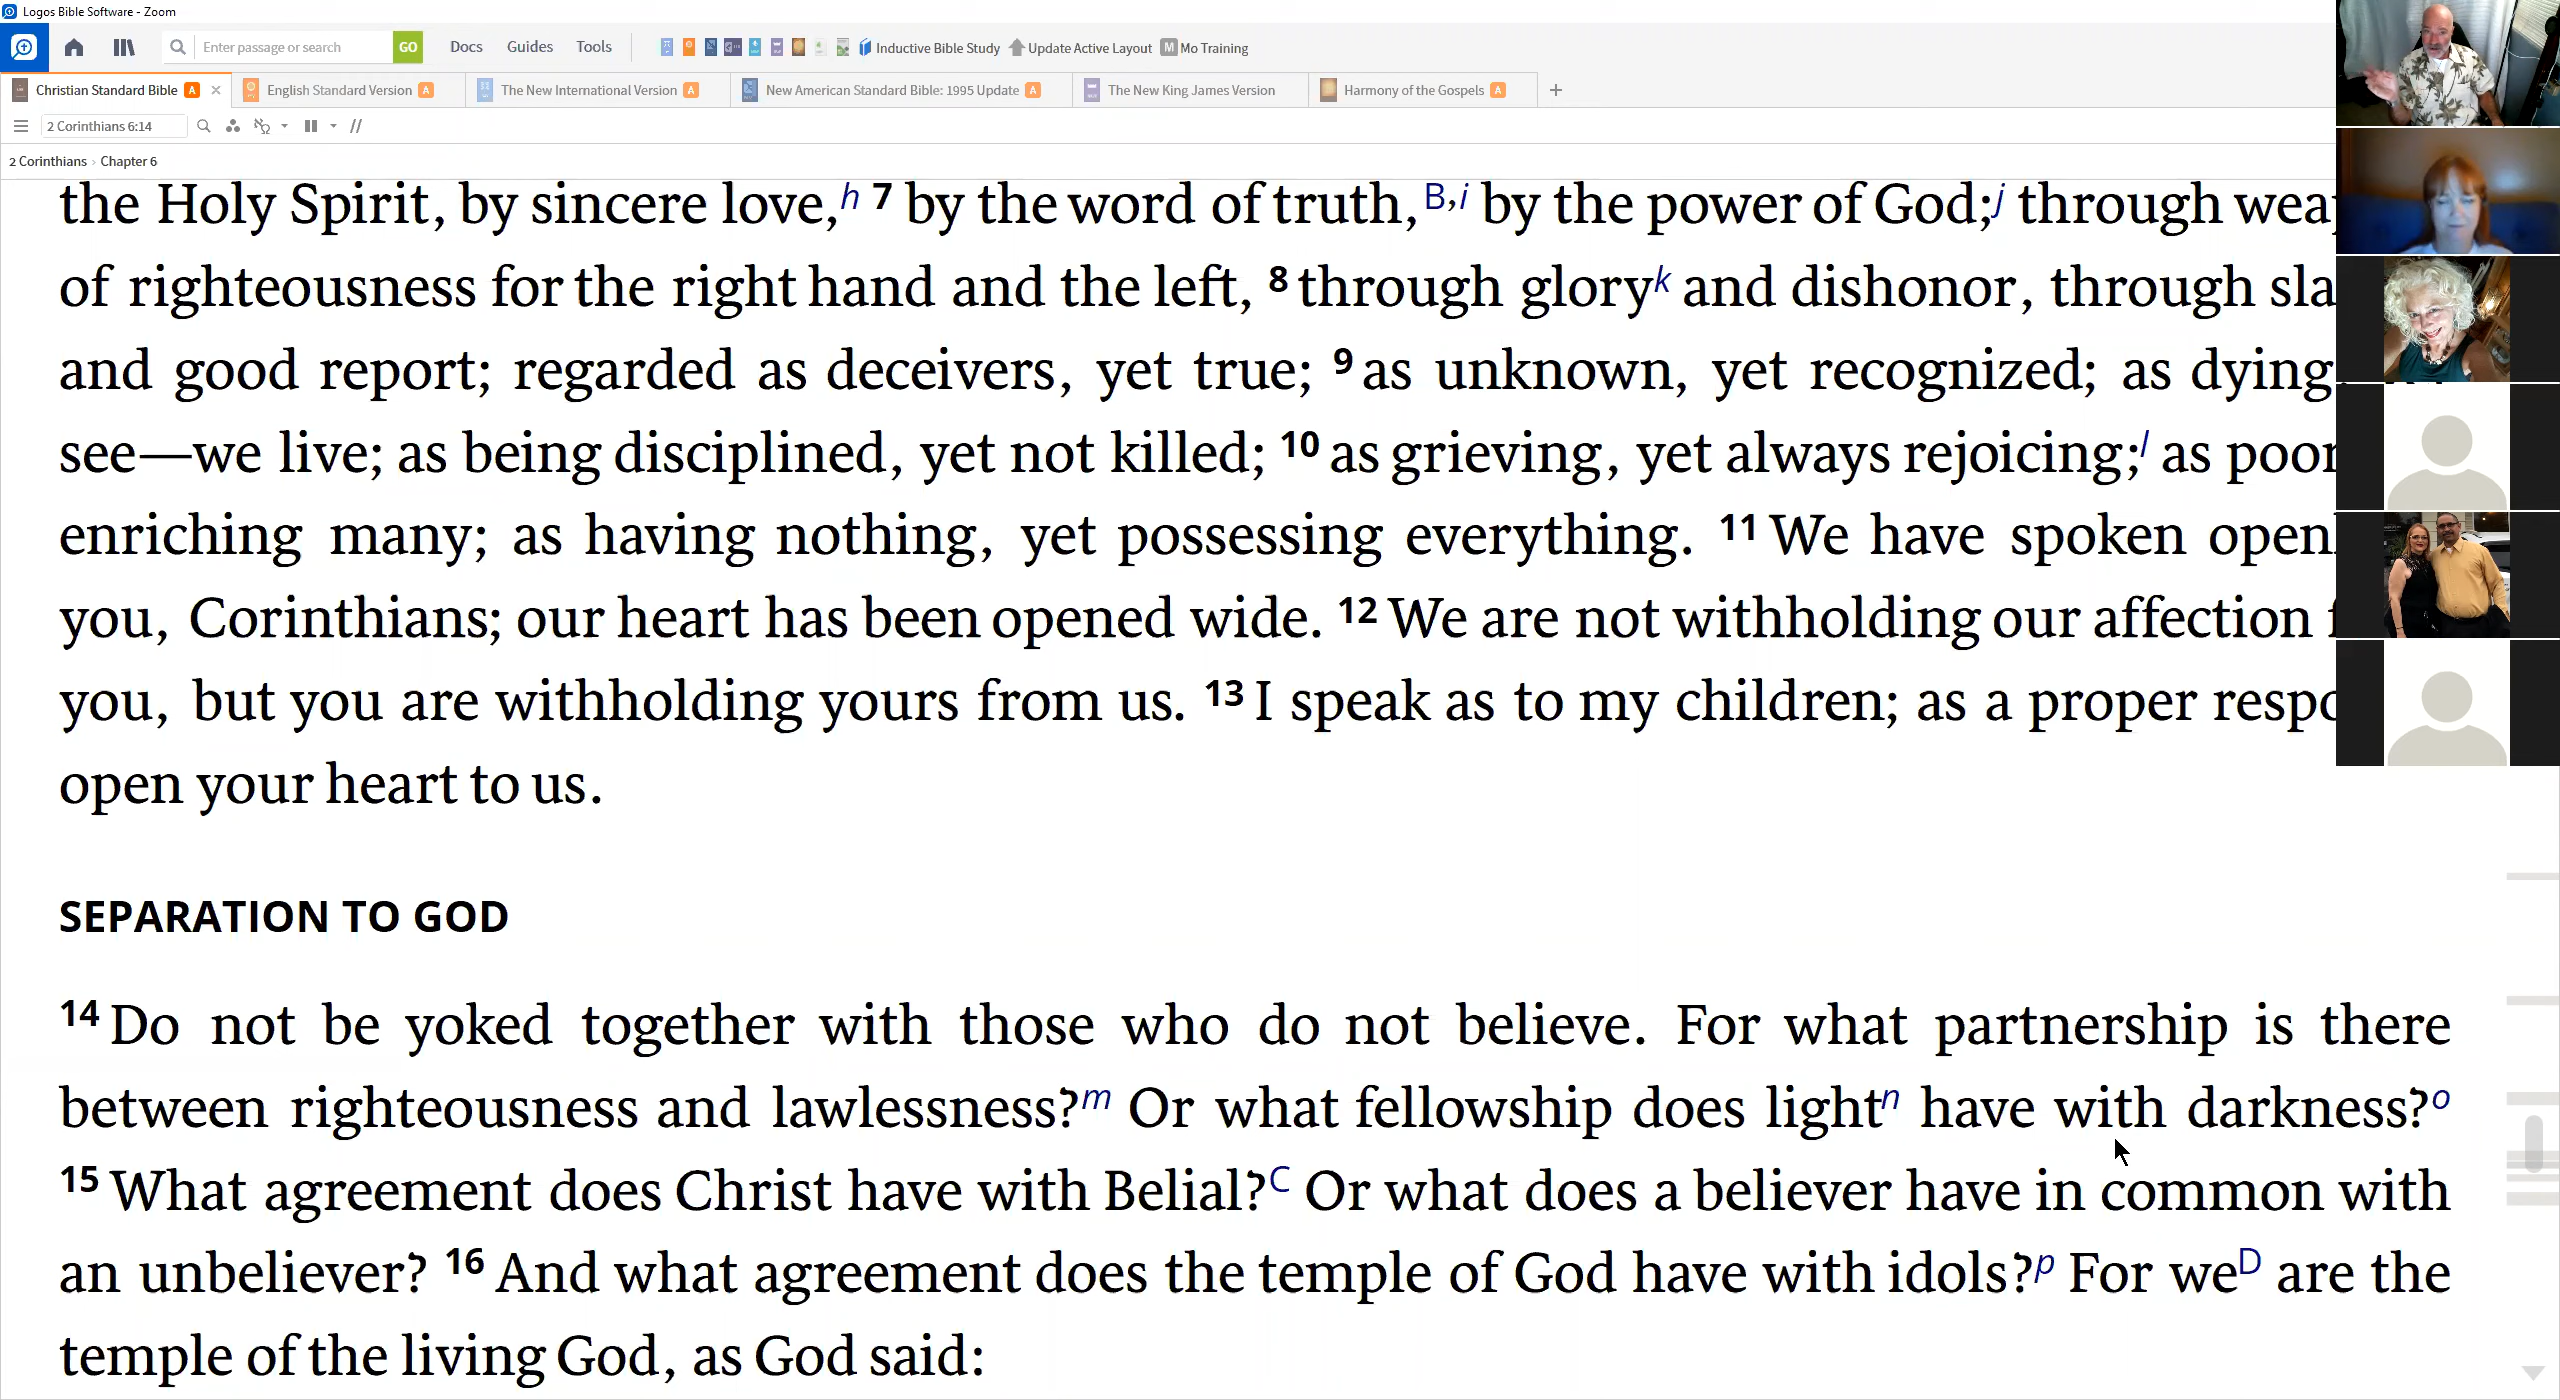 Logos Bible Software - Zoom
Enter passage or search GO Docs Guides Tools Inductive Bible Study Update Active Layout M Mo Training
Christian Standard Bible A × English Standard Version A The New International Version A New American Standard Bible: 1995 Update A The New King James Version Harmony of the Gospels A +
2 Corinthians 6:14
2 Corinthians › Chapter 6
the Holy Spirit, by sincere love,h 7 by the word of truth,B,i by the power of God;j through
of righteousness for the right hand and the left, 8 through gloryk and dishonor, through
and good report; regarded as deceivers, yet true; 9 as unknown, yet recognized; as dying
see—we live; as being disciplined, yet not killed; 10 as grieving, yet always rejoicing;l as poor
enriching many; as having nothing, yet possessing everything. 11 We have spoken
you, Corinthians; our heart has been opened wide. 12 We are not withholding our affection
you, but you are withholding yours from us. 13 I speak as to my children; as a proper
open your heart to us.
SEPARATION TO GOD
14 Do not be yoked together with those who do not believe. For what partnership is there
between righteousness and lawlessness?m Or what fellowship does lightn have with darkness?o
15 What agreement does Christ have with Belial?C Or what does a believer have in common with
an unbeliever? 16 And what agreement does the temple of God have with idols?p For weD are the
temple of the living God, as God said: